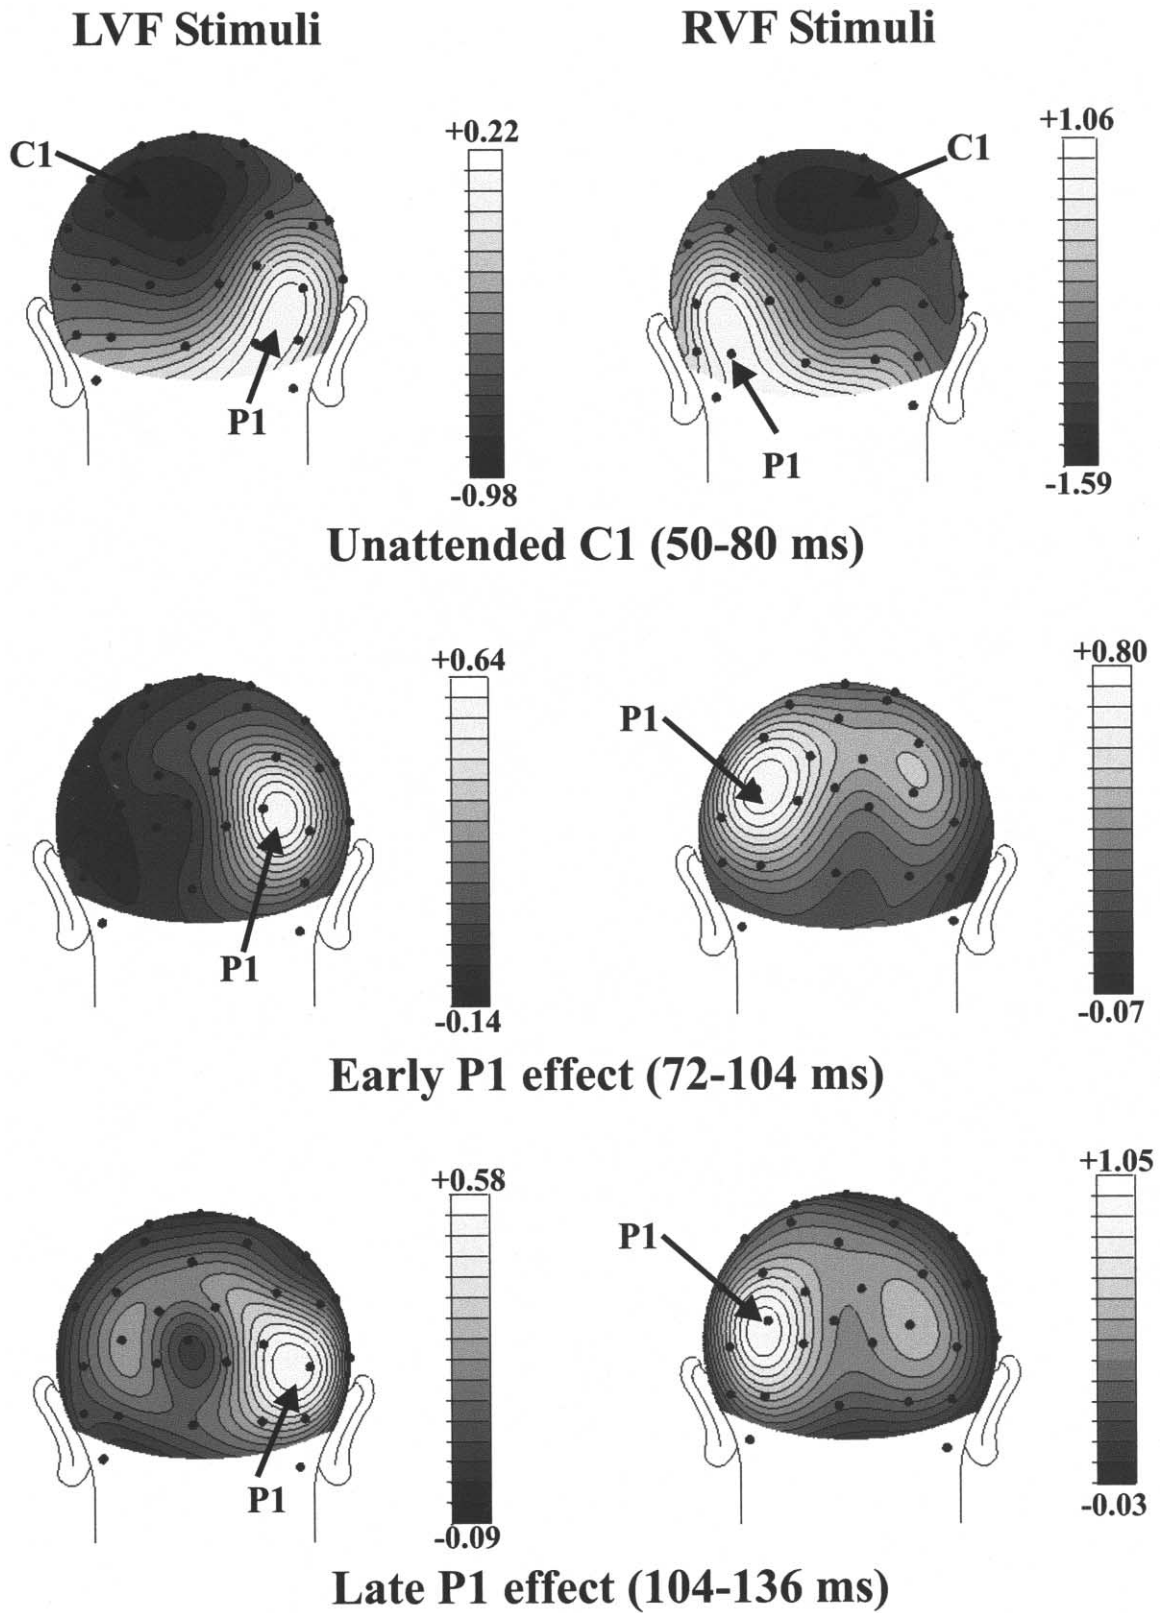 LVF Stimuli
RVF Stimuli
C1
+0.22
P1
-0.98
+1.06
C1
P1
-1.59
Unattended C1 (50-80 ms)
+0.64
P1
-0.14
+0.80
P1
-0.07
Early P1 effect (72-104 ms)
+0.58
P1
-0.09
+1.05
P1
-0.03
Late P1 effect (104-136 ms)